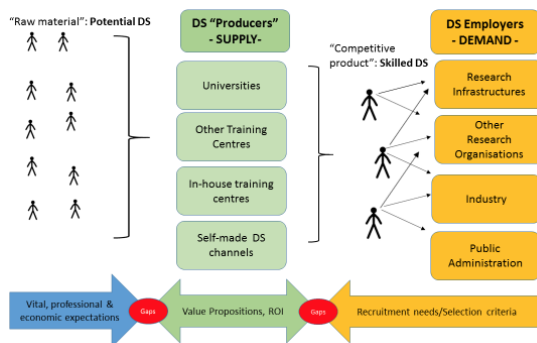 “Raw material”: Potential DS
DS “Producers”
- SUPPLY-
Universities
Other Training
Centres
In-house training
centres
Self-made DS
channels
“Competitive
product”: Skilled DS
DS Employers
- DEMAND -
Research
Infrastructures
Other
Research
Organisations
Industry
Public
Administration
Vital, professional &
economic expectations
Gaps
Value Propositions, ROI
Gaps
Recruitment needs/Selection criteria